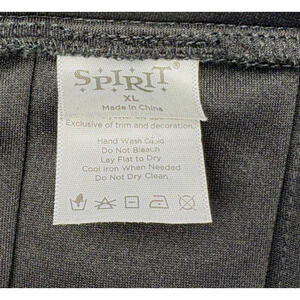 SPIRIT
XL
Made in China
Exclusive of trim and decoration.
Hand Wash Cold
Do Not Bleach
Lay Flat to Dry
Cool Iron When Needed
Do Not Dry Clean